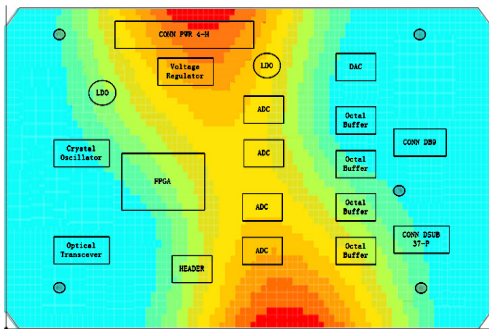 CONN PWR 4-H
Voltage
Regulator
LDO
DAC
LDO
ADC
Octal
Buffer
Crystal
Oscillator
ADC
CONN DB9
Octal
Buffer
FPGA
ADC
Octal
Buffer
CONN DSUB
37-P
Optical
Transcever
ADC
Octal
Buffer
HEADER